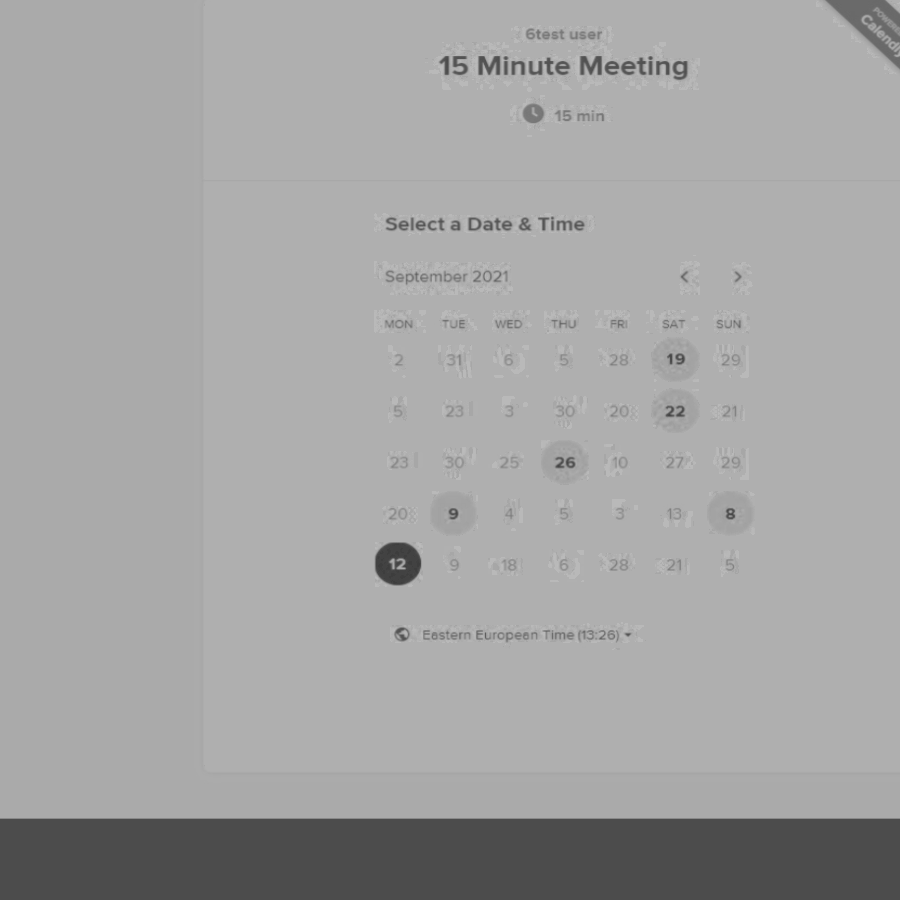 6test user
15 Minute Meeting
15 min
POWERED
Calendly
Select a Date & Time
September 2021
MON TUE WED THU FRI SAT SUN
2 31 6 5 28 19 29
5 23 3 30 20 22 21
23 30 25 26 10 27 29
20 9 4 5 3 13 8
12 9 18 6 28 21 5
Eastern European Time (13:26)